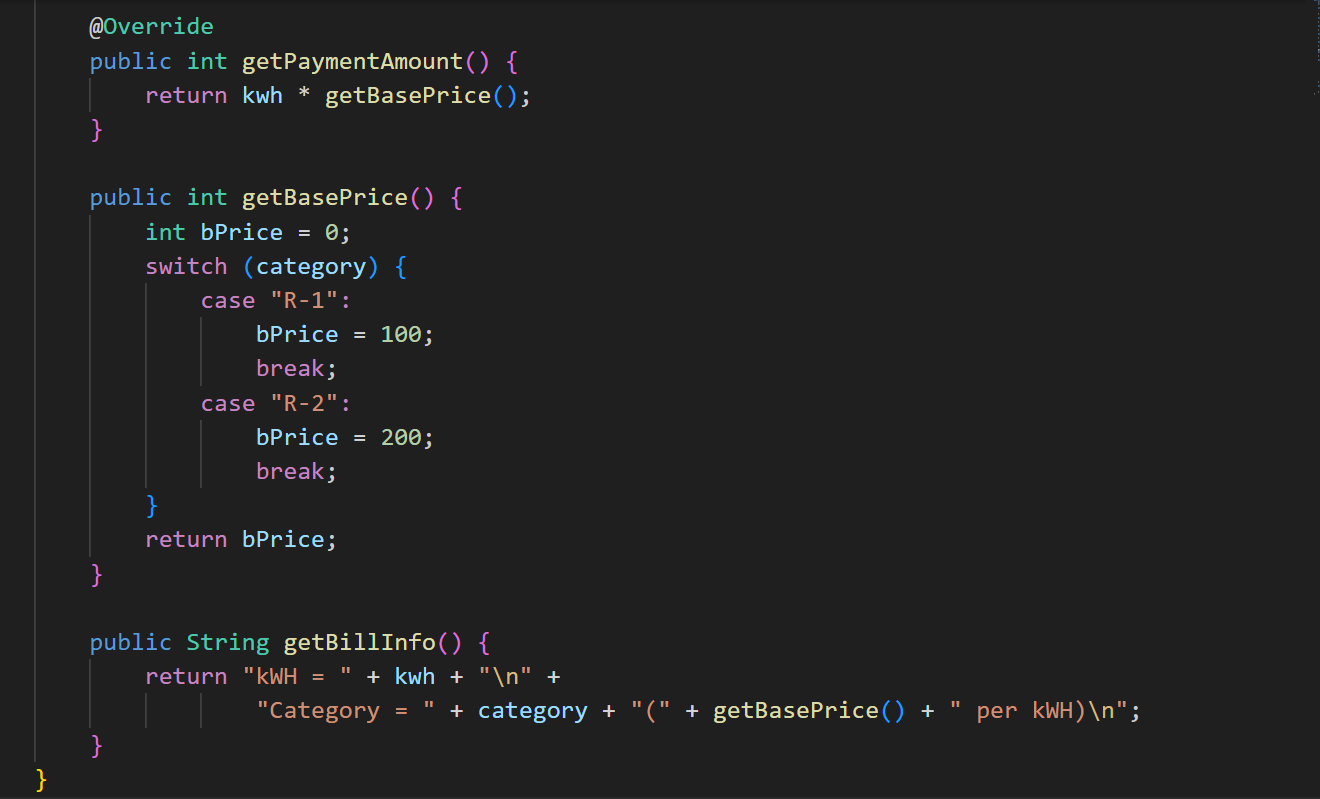 @Override
public int getPaymentAmount() {
return kwh * getBasePrice();
}
public int getBasePrice() {
int bPrice = 0;
switch (category) {
case "R-1":
bPrice = 100;
break;
case "R-2":
bPrice = 200;
break;
}
return bPrice;
}
public String getBillInfo() {
return "kWH = " + kwh + "\n" +
"Category = " + category + "(" + getBasePrice() + " per kWH)\n";
}
}